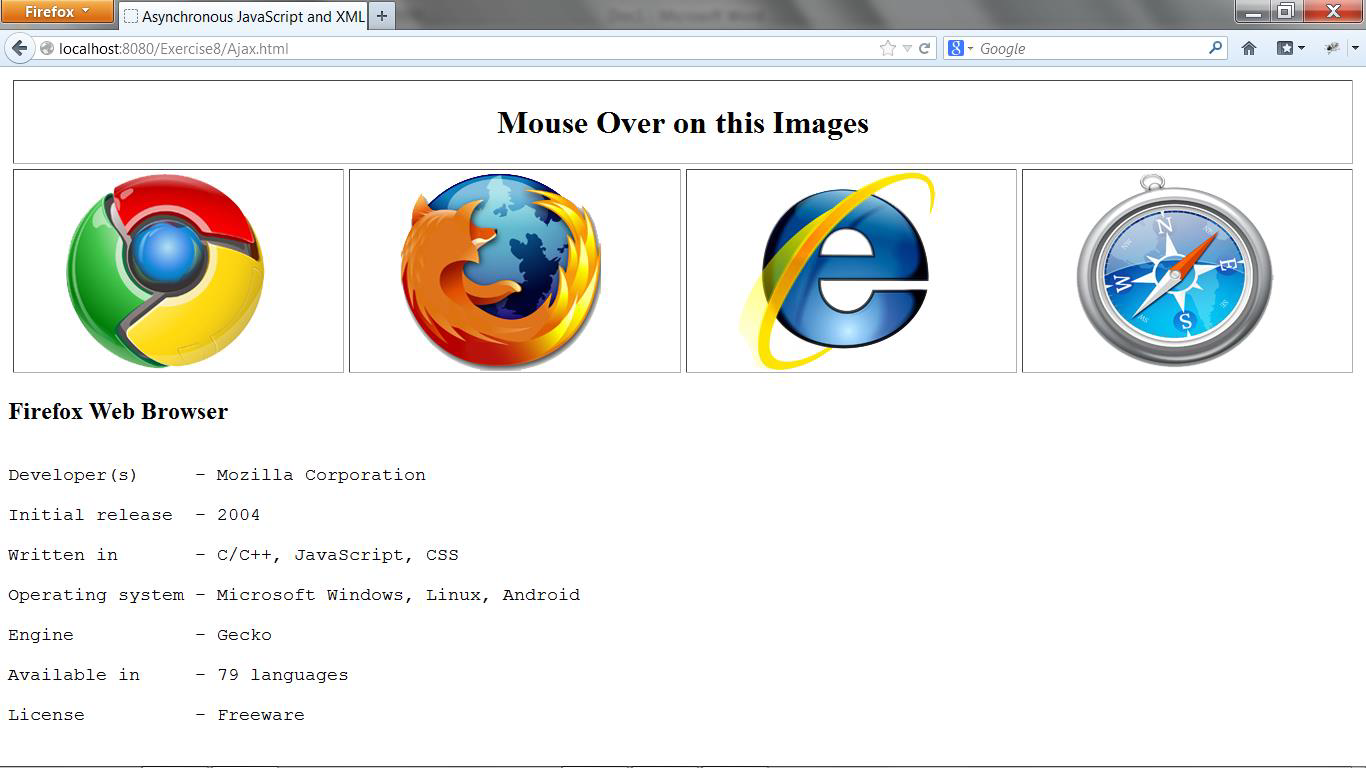 Firefox
Asynchronous JavaScript and XML
localhost:8080/Exercise8/Ajax.html
Google
Mouse Over on this Images
N
E
S
W
Firefox Web Browser
Developer(s) - Mozilla Corporation
Initial release - 2004
Written in - C/C++, JavaScript, CSS
Operating system - Microsoft Windows, Linux, Android
Engine - Gecko
Available in - 79 languages
License - Freeware